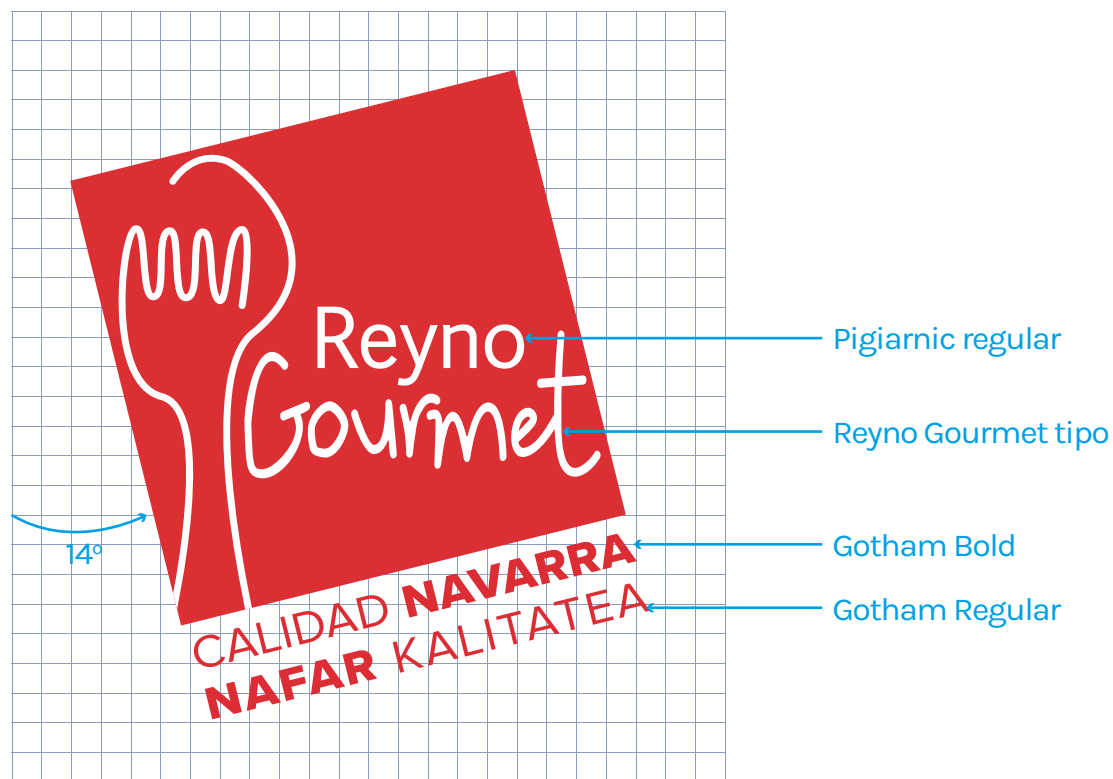 Reyno
Gourmet
CALIDAD NAVARRA
NAFAR KALITATEA
14º
Pigiarnic regular
Reyno Gourmet tipo
Gotham Bold
Gotham Regular